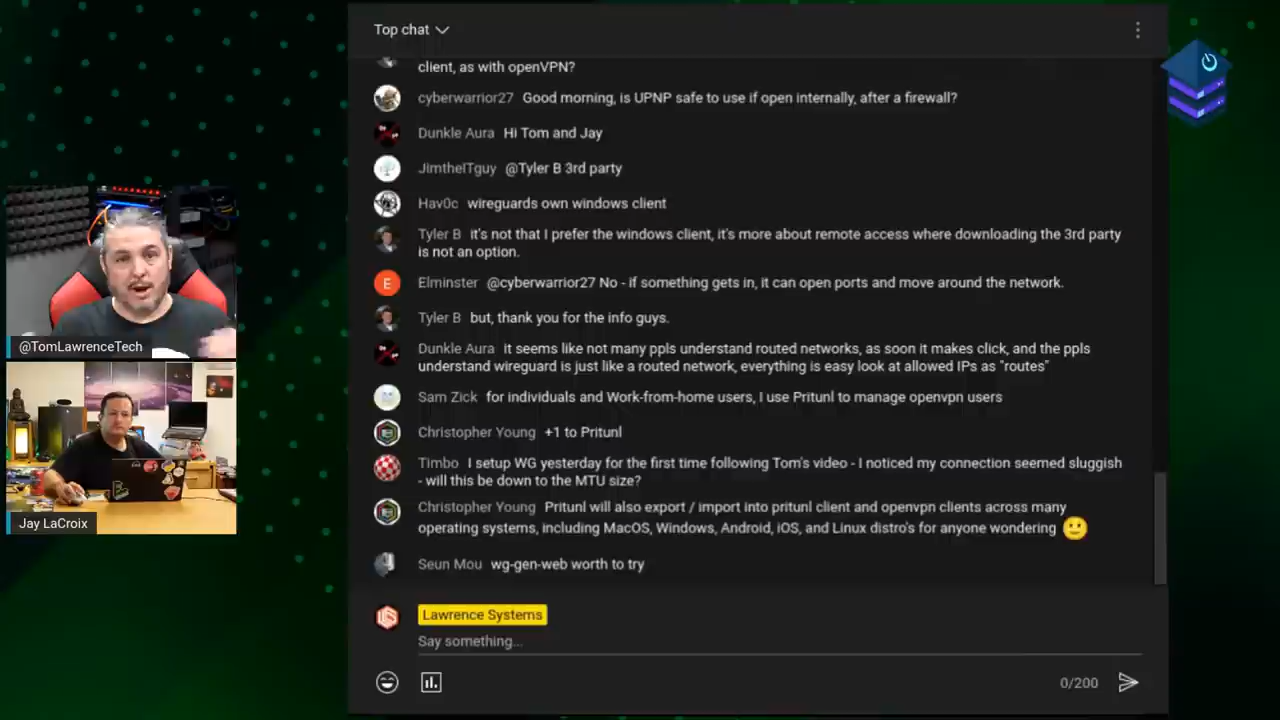 Top chat
client, as with openVPN?
cyberwarrior27 Good morning, is UPNP safe to use if open internally, after a firewall?
Dunkle Aura Hi Tom and Jay
JimtheITguy @Tyler B 3rd party
Hav0c wireguards own windows client
Tyler B it's not that I prefer the windows client, it's more about remote access where downloading the 3rd party
is not an option.
E
Elminster @cyberwarrior27 No - if something gets in, it can open ports and move around the network.
Tyler B but, thank you for the info guys.
@TomLawrenceTech
Dunkle Aura it seems like not many ppls understand routed networks, as soon it makes click, and the ppls
understand wireguard is just like a routed network, everything is easy look at allowed IPs as "routes"
Sam Zick for individuals and Work-from-home users, I use Pritunl to manage openvpn users
Christopher Young +1 to Pritunl
Timbo I setup WG yesterday for the first time following Tom's video - I noticed my connection seemed sluggish
- will this be down to the MTU size?
Christopher Young Pritunl will also export / import into pritunl client and openvpn clients across many
operating systems, including MacOS, Windows, Android, iOS, and Linux distro's for anyone wondering
Jay LaCroix
Seun Mou wg-gen-web worth to try
Lawrence Systems
Say something...
0/200